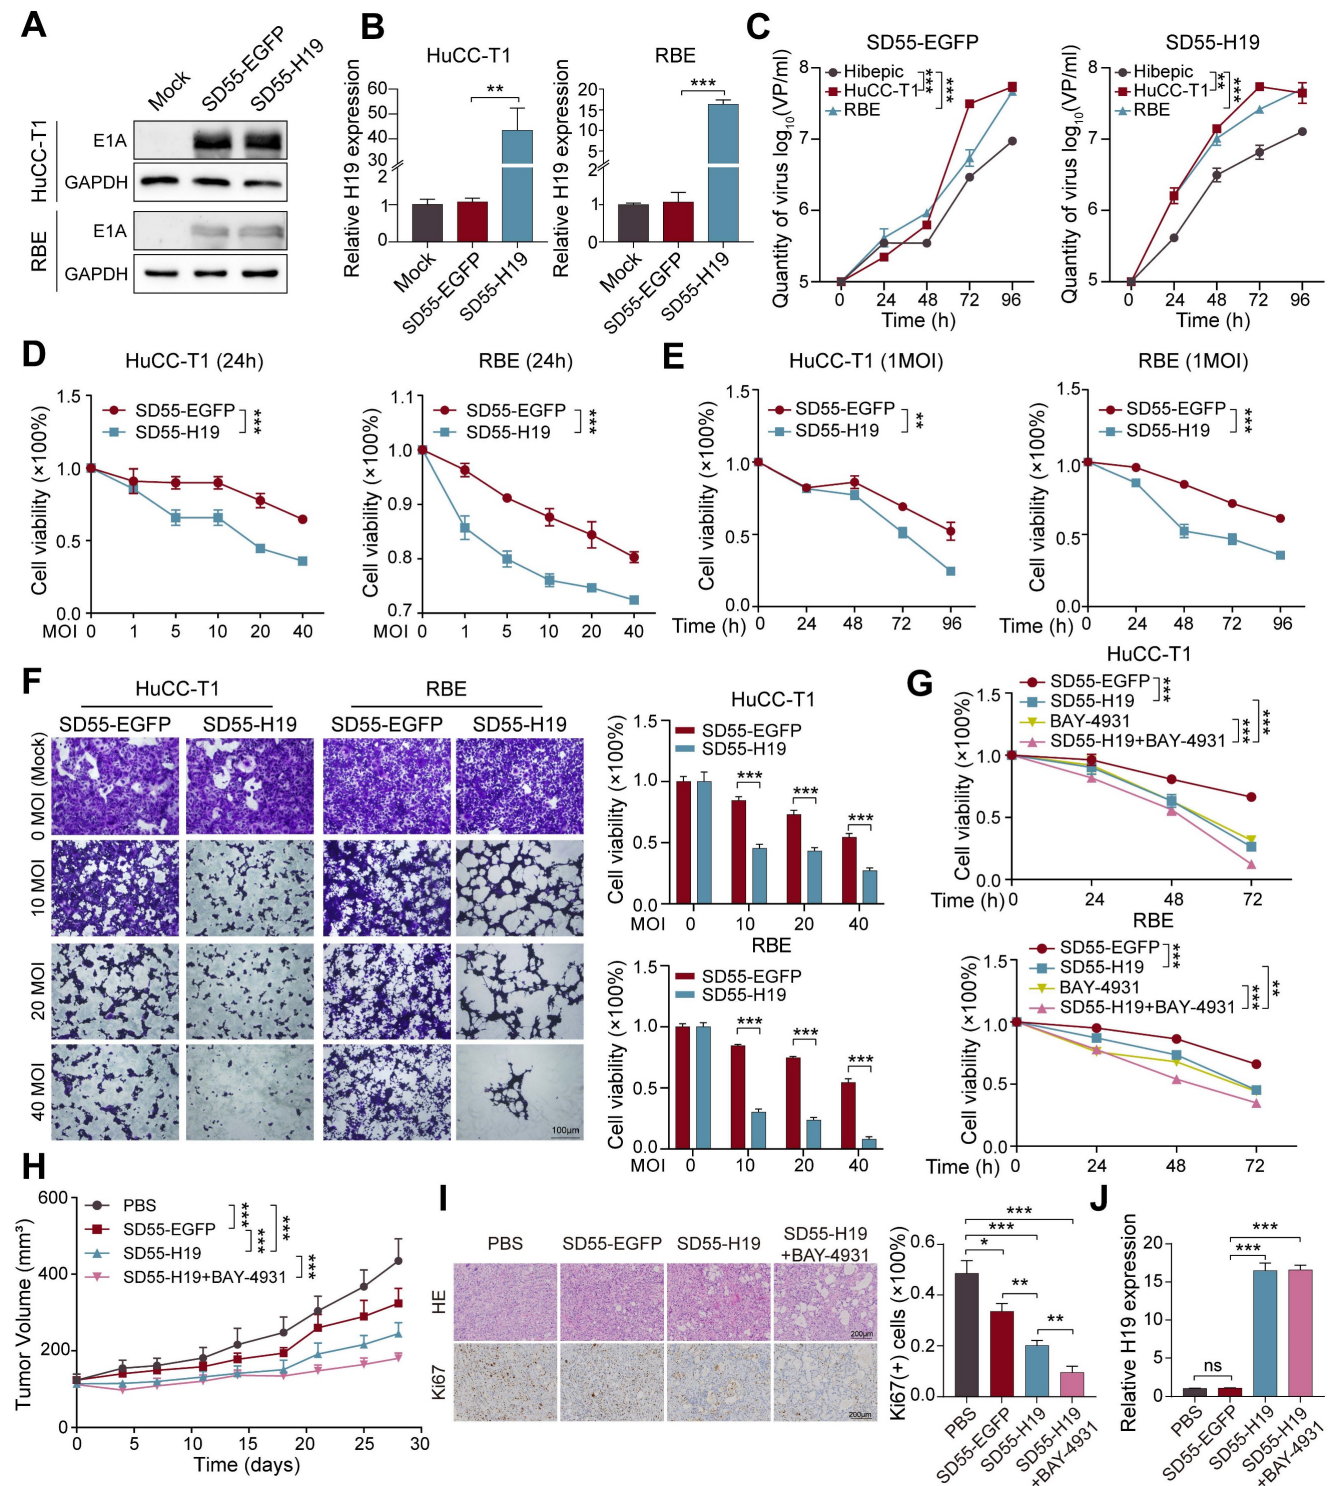 A
Mock
SD55-EGFP
SD55-H19
HuCC-T1
E1A
GAPDH
RBE
E1A
GAPDH
B
HuCC-T1
Relative H19 expression
60
40
30
2
1
0
**
Mock
SD55-EGFP
SD55-H19
RBE
Relative H19 expression
20
15
10
5
2
1
0
***
Mock
SD55-EGFP
SD55-H19
C
SD55-EGFP
Quantity of virus log10(VP/ml)
8
7
6
5
Hibepic
HuCC-T1
RBE
***
***
0 24 48 72 96
Time (h)
SD55-H19
Quantity of virus log10(VP/ml)
8
7
6
5
Hibepic
HuCC-T1
RBE
**
***
0 24 48 72 96
Time (h)
D
HuCC-T1 (24h)
Cell viability (×100%)
1.5
1.0
0.5
0.0
SD55-EGFP
SD55-H19
***
MOI 0 1 5 10 20 40
RBE (24h)
Cell viability (×100%)
1.1
1.0
0.9
0.8
0.7
SD55-EGFP
SD55-H19
***
MOI 0 1 5 10 20 40
E
HuCC-T1 (1MOI)
Cell viability (×100%)
1.5
1.0
0.5
0.0
SD55-EGFP
SD55-H19
**
Time (h) 0 24 48 72 96
RBE (1MOI)
Cell viability (×100%)
1.5
1.0
0.5
0.0
SD55-EGFP
SD55-H19
***
Time (h) 0 24 48 72 96
F
HuCC-T1
RBE
SD55-EGFP SD55-H19 SD55-EGFP SD55-H19
0 MOI (Mock)
10 MOI
20 MOI
40 MOI
100μm
HuCC-T1
Cell viability (×100%)
1.5
1.0
0.5
0.0
SD55-EGFP
SD55-H19
*** *** ***
MOI 0 10 20 40
RBE
Cell viability (×100%)
1.5
1.0
0.5
0.0
SD55-EGFP
SD55-H19
*** *** ***
MOI 0 10 20 40
G
HuCC-T1
Cell viability (×100%)
1.5
1.0
0.5
0.0
SD55-EGFP
SD55-H19
BAY-4931
SD55-H19+BAY-4931
***
***
***
Time (h) 0 24 48 72
RBE
Cell viability (×100%)
1.5
1.0
0.5
0.0
SD55-EGFP
SD55-H19
BAY-4931
SD55-H19+BAY-4931
***
***
**
Time (h) 0 24 48 72
H
Tumor Volume (mm³)
600
400
200
0
PBS
SD55-EGFP
SD55-H19
SD55-H19+BAY-4931
***
***
***
***
0 5 10 15 20 25 30
Time (days)
I
PBS
SD55-EGFP
SD55-H19
SD55-H19
+BAY-4931
HE
200μm
Ki67
200μm
Ki67(+) cells (×100%)
0.6
0.4
0.2
0.0
***
***
*
**
**
PBS
SD55-EGFP
SD55-H19
SD55-H19
+BAY-4931
J
Relative H19 expression
20
15
10
5
0
ns
***
***
PBS
SD55-EGFP
SD55-H19
SD55-H19
+BAY-4931